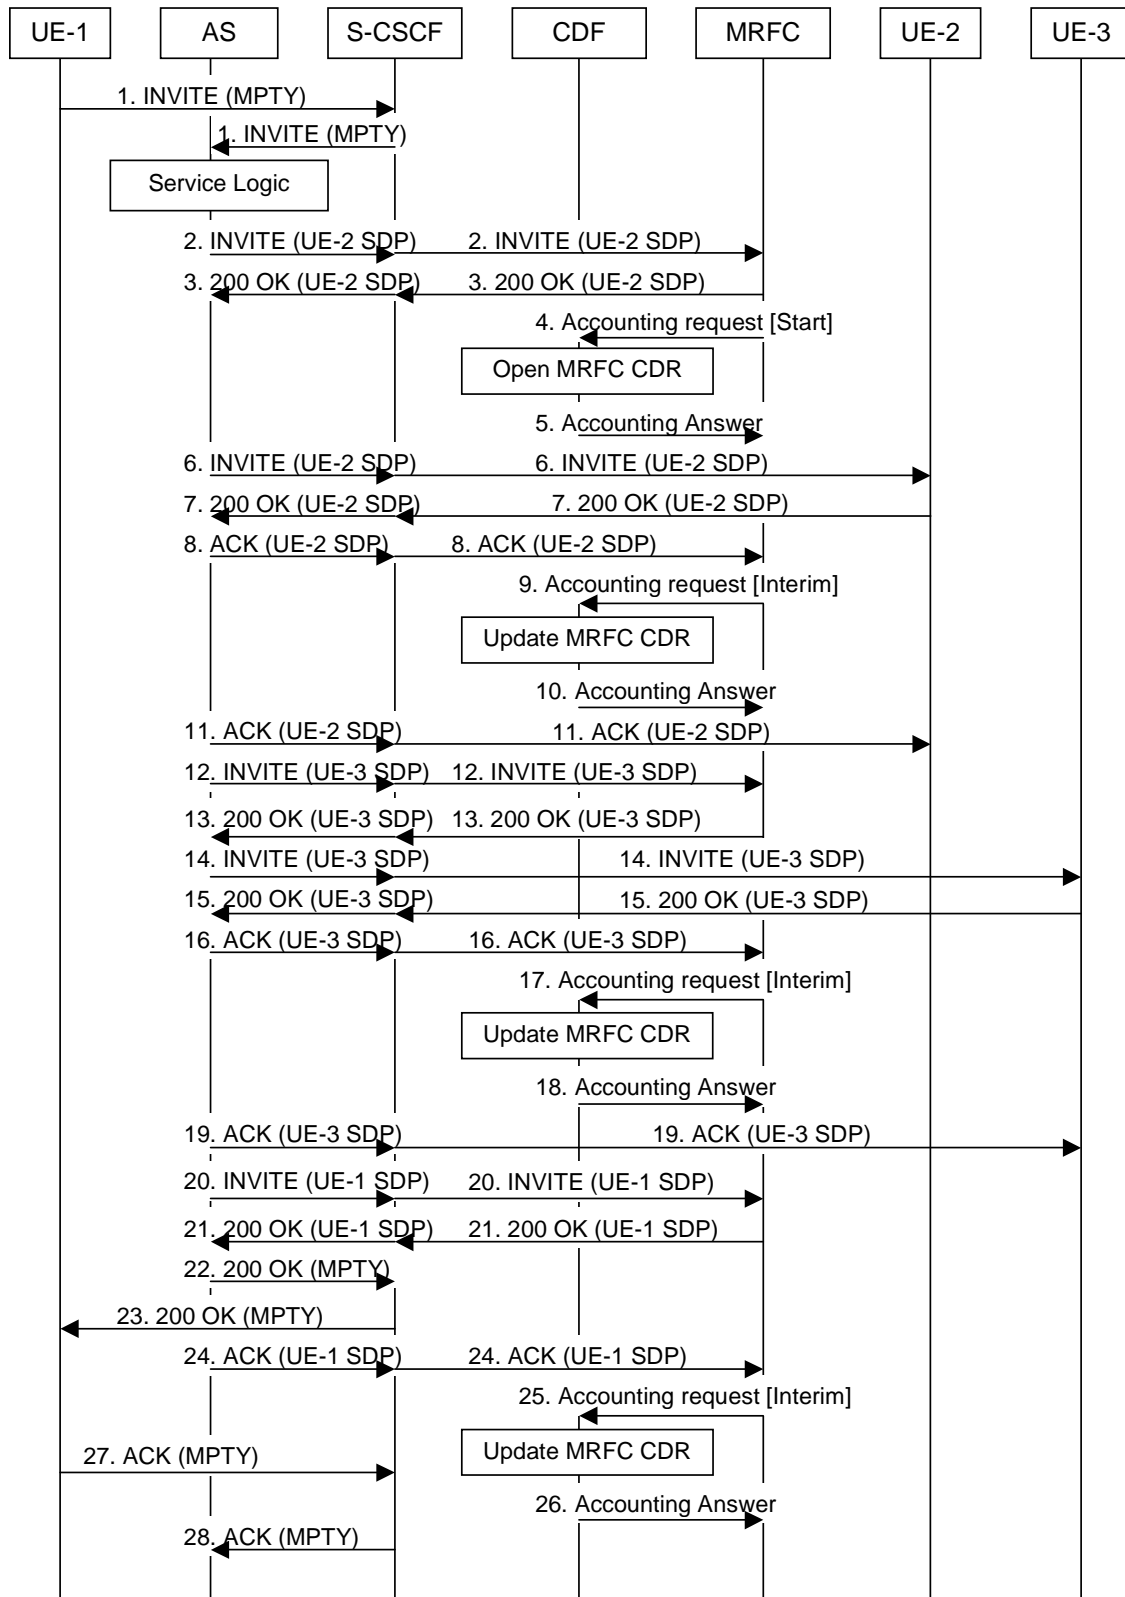 UE-1 AS S-CSCF CDF MRFC UE-2 UE-3
1. INVITE (MPTY)
1. INVITE (MPTY)
Service Logic
2. INVITE (UE-2 SDP) 2. INVITE (UE-2 SDP)
3. 200 OK (UE-2 SDP) 3. 200 OK (UE-2 SDP)
4. Accounting request [Start]
Open MRFC CDR
5. Accounting Answer
6. INVITE (UE-2 SDP) 6. INVITE (UE-2 SDP)
7. 200 OK (UE-2 SDP) 7. 200 OK (UE-2 SDP)
8. ACK (UE-2 SDP) 8. ACK (UE-2 SDP)
9. Accounting request [Interim]
Update MRFC CDR
10. Accounting Answer
11. ACK (UE-2 SDP) 11. ACK (UE-2 SDP)
12. INVITE (UE-3 SDP) 12. INVITE (UE-3 SDP)
13. 200 OK (UE-3 SDP) 13. 200 OK (UE-3 SDP)
14. INVITE (UE-3 SDP) 14. INVITE (UE-3 SDP)
15. 200 OK (UE-3 SDP) 15. 200 OK (UE-3 SDP)
16. ACK (UE-3 SDP) 16. ACK (UE-3 SDP)
17. Accounting request [Interim]
Update MRFC CDR
18. Accounting Answer
19. ACK (UE-3 SDP) 19. ACK (UE-3 SDP)
20. INVITE (UE-1 SDP) 20. INVITE (UE-1 SDP)
21. 200 OK (UE-1 SDP) 21. 200 OK (UE-1 SDP)
22. 200 OK (MPTY)
23. 200 OK (MPTY)
24. ACK (UE-1 SDP) 24. ACK (UE-1 SDP)
25. Accounting request [Interim]
27. ACK (MPTY) Update MRFC CDR
26. Accounting Answer
28. ACK (MPTY)